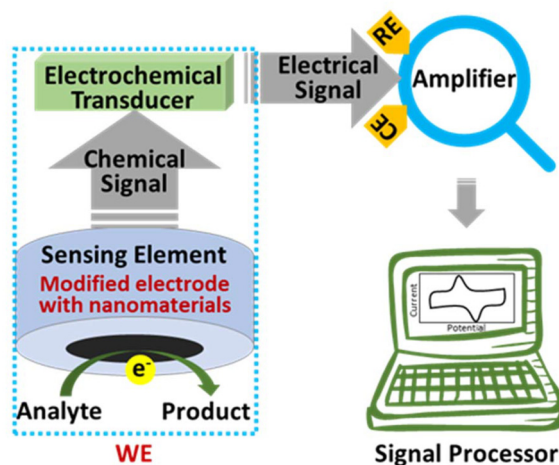 Electrochemical
Transducer
Electrical
Signal
RE
CE
Amplifier
Chemical
Signal
Sensing Element
Modified electrode
with nanomaterials
e-
Analyte
Product
WE
Current
Potential
Signal Processor